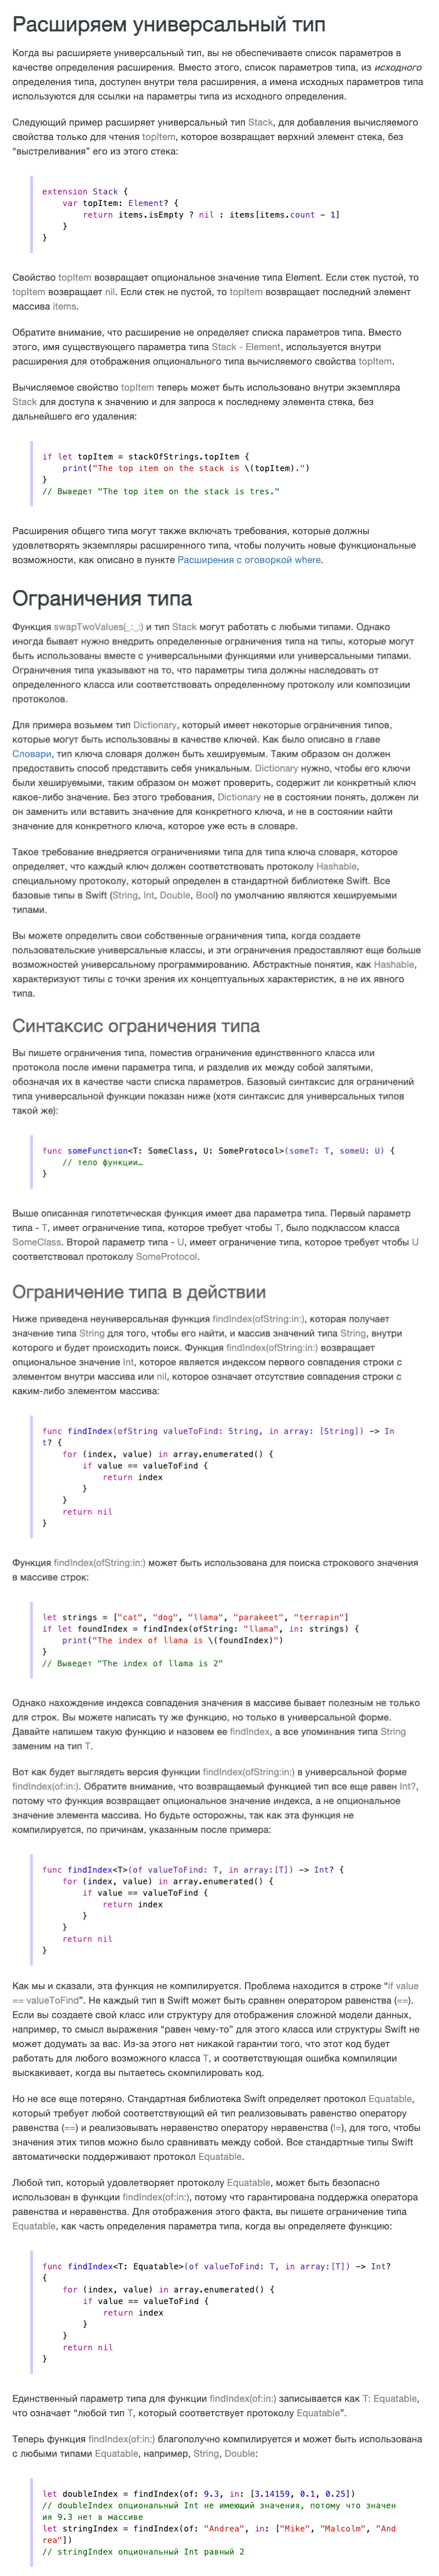 Расширяем универсальный тип
Когда вы расширяете универсальный тип, вы не обеспечиваете список параметров в
качестве определения расширения. Вместо этого, список параметров типа, из исходного
определения типа, доступен внутри тела расширения, а имена исходных параметров типа
используются для ссылки на параметры типа из исходного определения.
Следующий пример расширяет универсальный тип Stack, для добавления вычисляемого
свойства только для чтения topItem, которое возвращает верхний элемент стека, без
“выстреливания” его из этого стека:
extension Stack {
    var topItem: Element? {
        return items.isEmpty ? nil : items[items.count - 1]
    }
}
Свойство topItem возвращает опциональное значение типа Element. Если стек пустой, то
topItem возвращает nil. Если стек не пустой, то topItem возвращает последний элемент
массива items.
Обратите внимание, что расширение не определяет списка параметров типа. Вместо
этого, имя существующего параметра типа Stack - Element, используется внутри
расширения для отображения опционального типа вычисляемого свойства topItem.
Вычисляемое свойство topItem теперь может быть использовано внутри экземпляра
Stack для доступа к значению и для запроса к последнему элемента стека, без
дальнейшего его удаления:
if let topItem = stackOfStrings.topItem {
    print("The top item on the stack is \(topItem).")
}
// Выведет "The top item on the stack is tres."
Расширения общего типа могут также включать требования, которые должны
удовлетворять экземпляры расширенного типа, чтобы получить новые функциональные
возможности, как описано в пункте Расширения с оговоркой where.
Ограничения типа
Функция swapTwoValues(_:_:) и тип Stack могут работать с любыми типами. Однако
иногда бывает нужно внедрить определенные ограничения типа на типы, которые могут
быть использованы вместе с универсальными функциями или универсальными типами.
Ограничения типа указывают на то, что параметры типа должны наследовать от
определенного класса или соответствовать определенному протоколу или композиции
протоколов.
Для примера возьмем тип Dictionary, который имеет некоторые ограничения типов,
которые могут быть использованы в качестве ключей. Как было описано в главе
Словари, тип ключа словаря должен быть хешируемым. Таким образом он должен
предоставить способ представить себя уникальным. Dictionary нужно, чтобы его ключи
были хешируемыми, таким образом он может проверить, содержит ли конкретный ключ
какое-либо значение. Без этого требования, Dictionary не в состоянии понять, должен ли
он заменить или вставить значение для конкретного ключа, и не в состоянии найти
значение для конкретного ключа, которое уже есть в словаре.
Такое требование внедряется ограничениями типа для типа ключа словаря, которое
определяет, что каждый ключ должен соответствовать протоколу Hashable,
специальному протоколу, который определен в стандартной библиотеке Swift. Все
базовые типы в Swift (String, Int, Double, Bool) по умолчанию являются хешируемыми
типами.
Вы можете определить свои собственные ограничения типа, когда создаете
пользовательские универсальные классы, и эти ограничения предоставляют еще больше
возможностей универсальному программированию. Абстрактные понятия, как Hashable,
характеризуют типы с точки зрения их концептуальных характеристик, а не их явного
типа.
Синтаксис ограничения типа
Вы пишете ограничения типа, поместив ограничение единственного класса или
протокола после имени параметра типа, и разделив их между собой запятыми,
обозначая их в качестве части списка параметров. Базовый синтаксис для ограничений
типа универсальной функции показан ниже (хотя синтаксис для универсальных типов
такой же):
func someFunction<T: SomeClass, U: SomeProtocol>(someT: T, someU: U) {
    // тело функции…
}
Выше описанная гипотетическая функция имеет два параметра типа. Первый параметр
типа - T, имеет ограничение типа, которое требует чтобы T, было подклассом класса
SomeClass. Второй параметр типа - U, имеет ограничение типа, которое требует чтобы U
соответствовал протоколу SomeProtocol.
Ограничение типа в действии
Ниже приведена неуниверсальная функция findIndex(ofString:in:), которая получает
значение типа String для того, чтобы его найти, и массив значений типа String, внутри
которого и будет происходить поиск. Функция findIndex(ofString:in:) возвращает
опциональное значение Int, которое является индексом первого совпадения строки с
элементом внутри массива или nil, которое означает отсутствие совпадения строки с
каким-либо элементом массива:
func findIndex(ofString valueToFind: String, in array: [String]) -> In
t? {
    for (index, value) in array.enumerated() {
        if value == valueToFind {
            return index
        }
    }
    return nil
}
Функция findIndex(ofString:in:) может быть использована для поиска строкового значения
в массиве строк:
let strings = ["cat", "dog", "llama", "parakeet", "terrapin"]
if let foundIndex = findIndex(ofString: "llama", in: strings) {
    print("The index of llama is \(foundIndex)")
}
// Выведет "The index of llama is 2"
Однако нахождение индекса совпадения значения в массиве бывает полезным не только
для строк. Вы можете написать ту же функцию, но только в универсальной форме.
Давайте напишем такую функцию и назовем ее findIndex, а все упоминания типа String
заменим на тип T.
Вот как будет выглядеть версия функции findIndex(ofString:in:) в универсальной форме
findIndex(of:in:). Обратите внимание, что возвращаемый функцией тип все еще равен Int?,
потому что функция возвращает опциональное значение индекса, а не опциональное
значение элемента массива. Но будьте осторожны, так как эта функция не
компилируется, по причинам, указанным после примера:
func findIndex<T>(of valueToFind: T, in array:[T]) -> Int? {
    for (index, value) in array.enumerated() {
        if value == valueToFind {
            return index
        }
    }
    return nil
}
Как мы и сказали, эта функция не компилируется. Проблема находится в строке “if value
== valueToFind”. Не каждый тип в Swift может быть сравнен оператором равенства (==).
Если вы создаете свой класс или структуру для отображения сложной модели данных,
например, то смысл выражения “равен чему-то” для этого класса или структуры Swift не
может додумать за вас. Из-за этого нет никакой гарантии того, что этот код будет
работать для любого возможного класса T, и соответствующая ошибка компиляции
выскакивает, когда вы пытаетесь скомпилировать код.
Но не все еще потеряно. Стандартная библиотека Swift определяет протокол Equatable,
который требует любой соответствующий ей тип реализовывать равенство оператору
равенства (==) и реализовывать неравенство оператору неравенства (!=), для того, чтобы
значения этих типов можно было сравнивать между собой. Все стандартные типы Swift
автоматически поддерживают протокол Equatable.
Любой тип, который удовлетворяет протоколу Equatable, может быть безопасно
использован в функции findIndex(of:in:), потому что гарантирована поддержка оператора
равенства и неравенства. Для отображения этого факта, вы пишете ограничение типа
Equatable, как часть определения параметра типа, когда вы определяете функцию:
func findIndex<T: Equatable>(of valueToFind: T, in array:[T]) -> Int?
{
    for (index, value) in array.enumerated() {
        if value == valueToFind {
            return index
        }
    }
    return nil
}
Единственный параметр типа для функции findIndex(of:in:) записывается как T: Equatable,
что означает “любой тип T, который соответствует протоколу Equatable”.
Теперь функция findIndex(of:in:) благополучно компилируется и может быть использована
с любыми типами Equatable, например, String, Double:
let doubleIndex = findIndex(of: 9.3, in: [3.14159, 0.1, 0.25])
// doubleIndex опциональный Int не имеющий значения, потому что значен
ия 9.3 нет в массиве
let stringIndex = findIndex(of: "Andrea", in: ["Mike", "Malcolm", "And
rea"])
// stringIndex опциональный Int равный 2